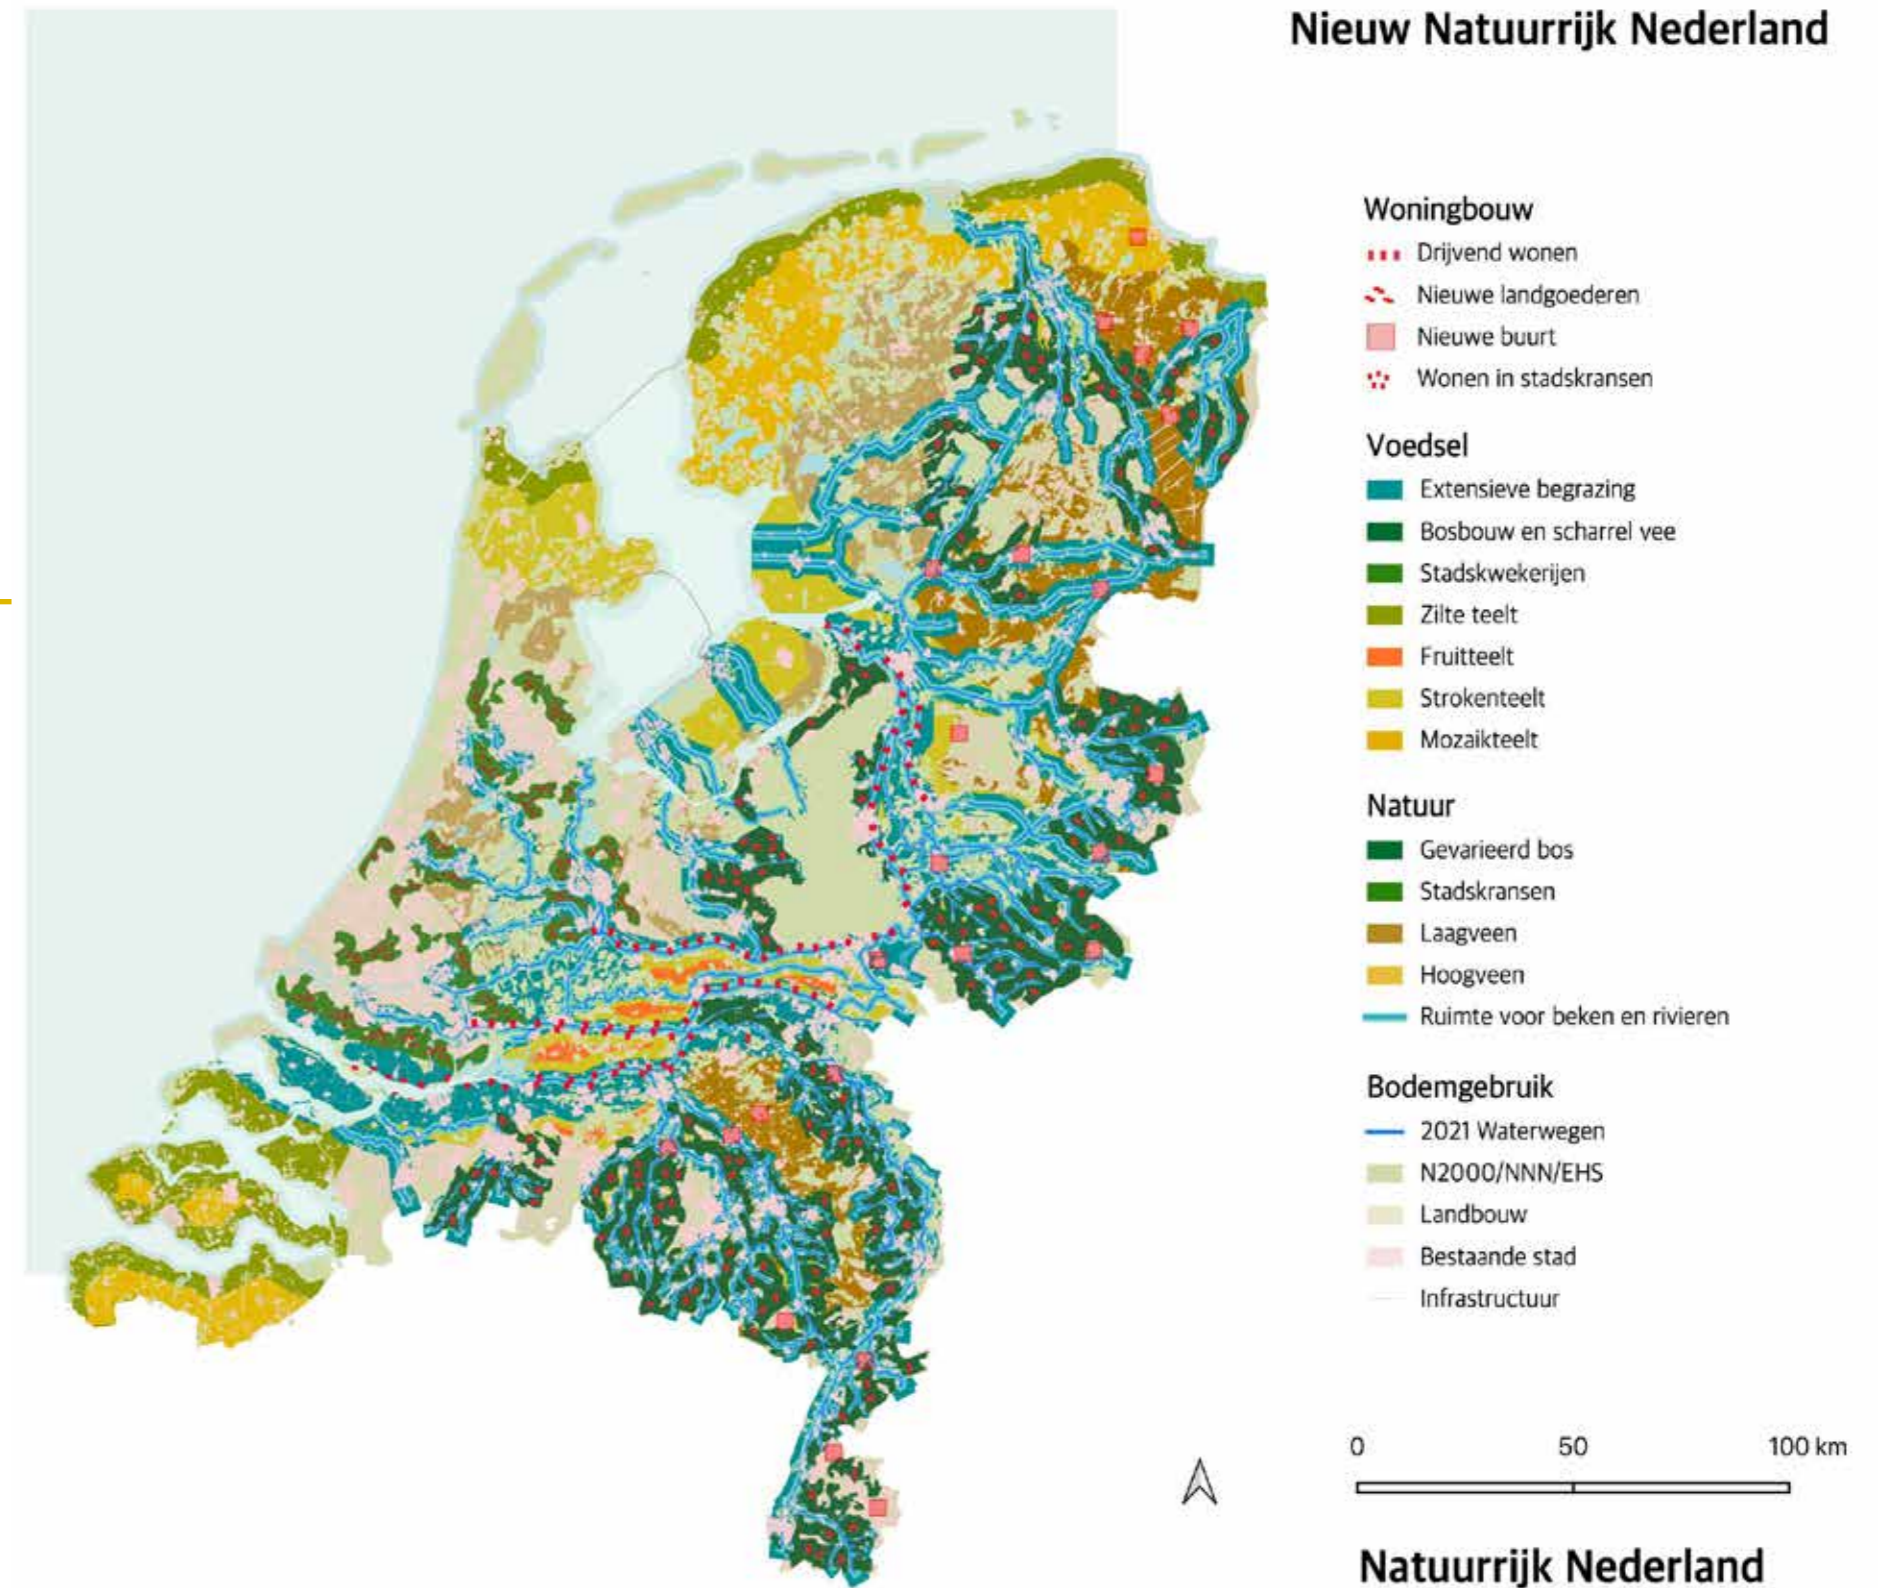 Nieuw Natuurrijk Nederland
Woningbouw
Drijvend wonen
Nieuwe landgoederen
Nieuwe buurt
Wonen in stadskransen
Voedsel
Extensieve begrazing
Bosbouw en scharrel vee
Stadskwekerijen
Zilte teelt
Fruitteelt
Strokenteelt
Mozaikteelt
Natuur
Gevarieerd bos
Stadskransen
Laagveen
Hoogveen
Ruimte voor beken en rivieren
Bodemgebruik
2021 Waterwegen
N2000/NNN/EHS
Landbouw
Bestaande stad
Infrastructuur
0 50 100 km
Natuurrijk Nederland